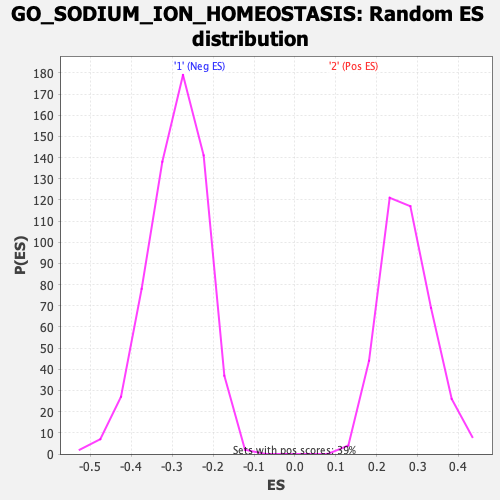 GO_SODIUM_ION_HOMEOSTASIS: Random ES
distribution
'1' (Neg ES)
'2' (Pos ES)
180
170
160
150
140
130
120
110
100
90
80
70
60
50
40
30
20
10
0
P(ES)
Sets with pos scores: 39%
-0.5 -0.4 -0.3 -0.2 -0.1 0.0 0.1 0.2 0.3 0.4
ES